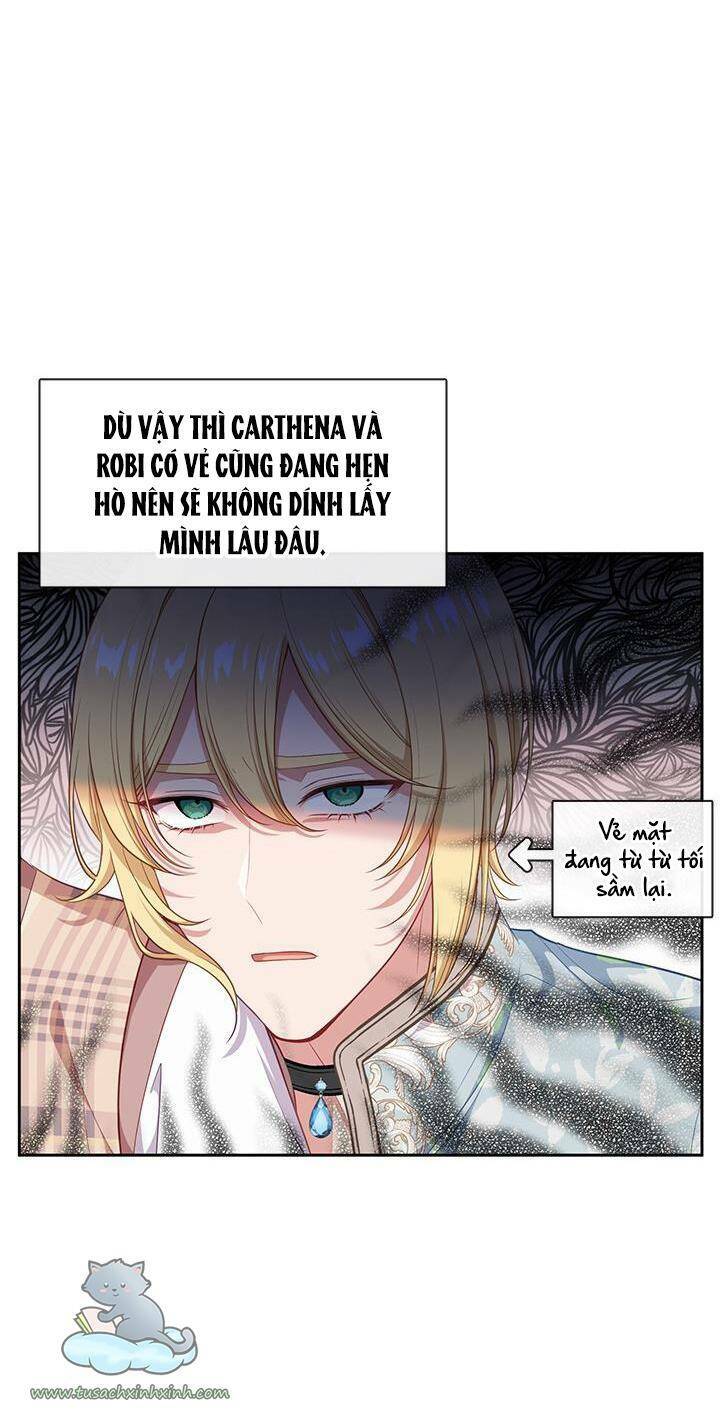 DÙ VẬY THÌ CARTHENA VÀ
ROBI CÓ VẺ CŨNG ĐANG HẸN
HÒ NÊN SẼ KHÔNG DÍNH LẤY
MÌNH LÂU ĐÂU.
Vẻ mặt
đang từ từ tối
sầm lại.
www.tusachxinhxinh.com